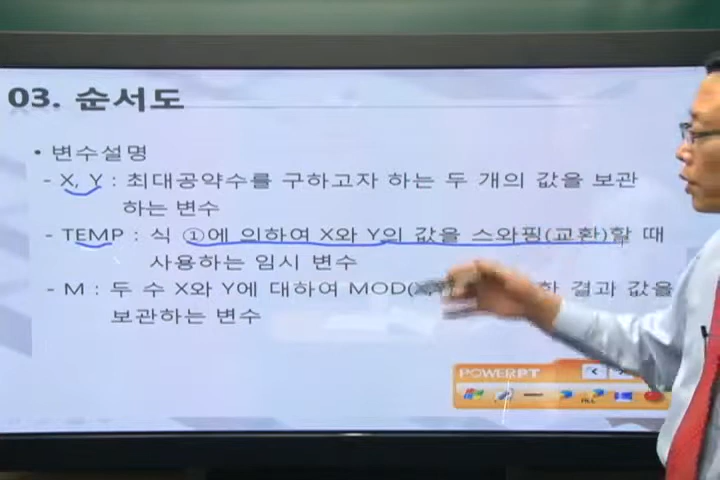 03. 순서도
• 변수설명
- X, Y : 최대공약수를 구하고자 하는 두 개의 값을 보관
하는 변수
- TEMP : 식 ①에 의하여 X와 Y의 값을 스와핑(교환)할 때
사용하는 임시 변수
- M : 두 수 X와 Y에 대하여 MOD(X, 한 결과 값을
보관하는 변수
POWERPT